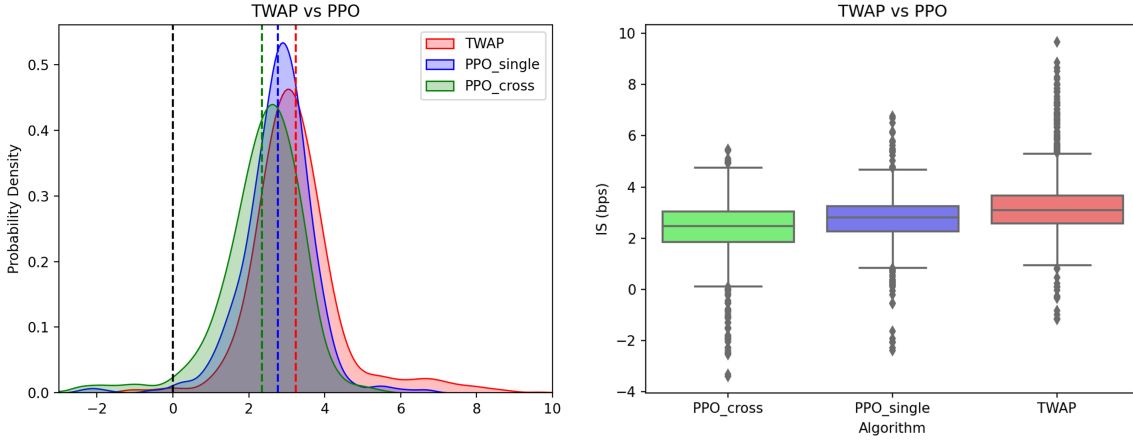 TWAP vs PPO
Probability Density
0.5
0.4
0.3
0.2
0.1
0.0
−2
0
2
4
6
8
10
TWAP
PPO_single
PPO_cross
TWAP vs PPO
IS (bps)
10
8
6
4
2
0
−2
−4
PPO_cross
PPO_single
TWAP
Algorithm